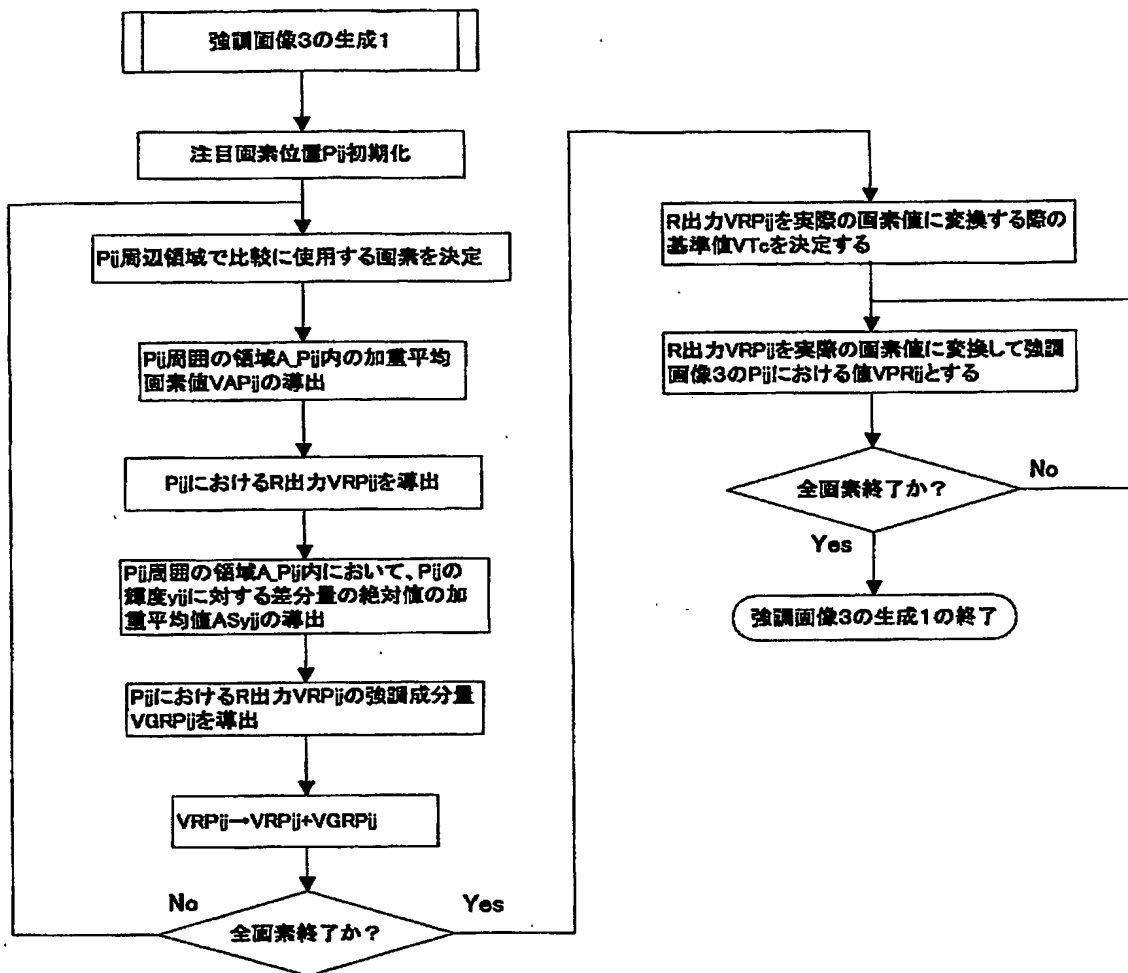 強調画像3の生成1
注目画素位置Pij初期化
Pij周辺領域で比較に使用する画素を決定
Pij周囲の領域A_Pij内の加重平均
画素値VAPijの導出
PijにおけるR出力VRPijを導出
Pij周囲の領域A_Pij内において、Pijの
輝度yijに対する差分量の絶対値の加
重平均値ASyijの導出
PijにおけるR出力VRPijの強調成分量
VGRPijを導出
VRPij→VRPij+VGRPij
No
Yes
全画素終了か？
R出力VRPijを実際の画素値に変換する際の
基準値VTcを決定する
R出力VRPijを実際の画素値に変換して強調
画像3のPijにおける値VPRijとする
No
全画素終了か？
Yes
強調画像3の生成1の終了